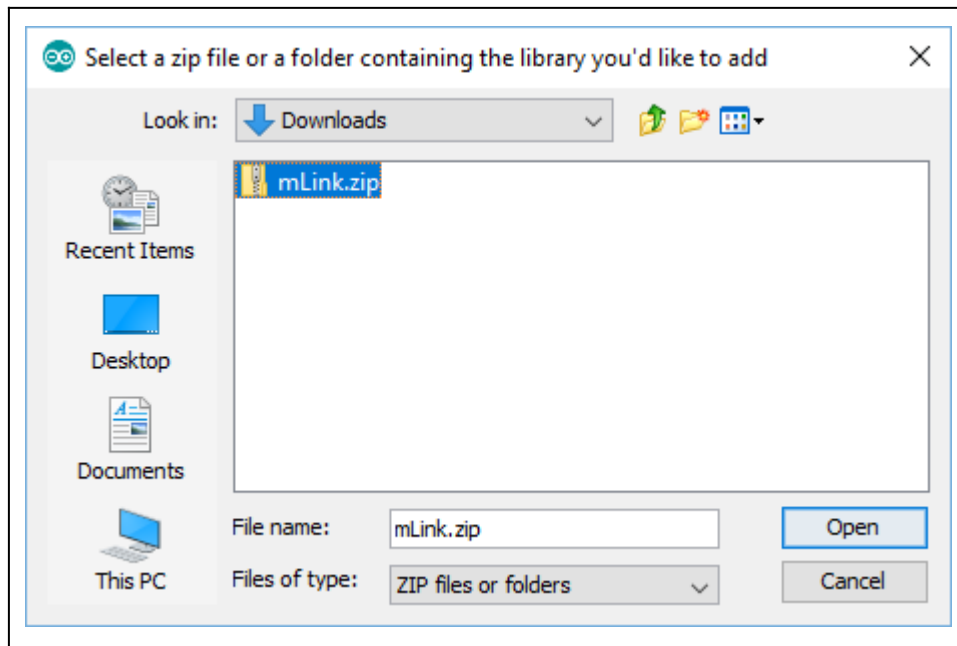 Select a zip file or a folder containing the library you'd like to add
Look in: Downloads
mLink.zip
Recent Items
Desktop
Documents
This PC
File name: mLink.zip Open
Files of type: ZIP files or folders Cancel